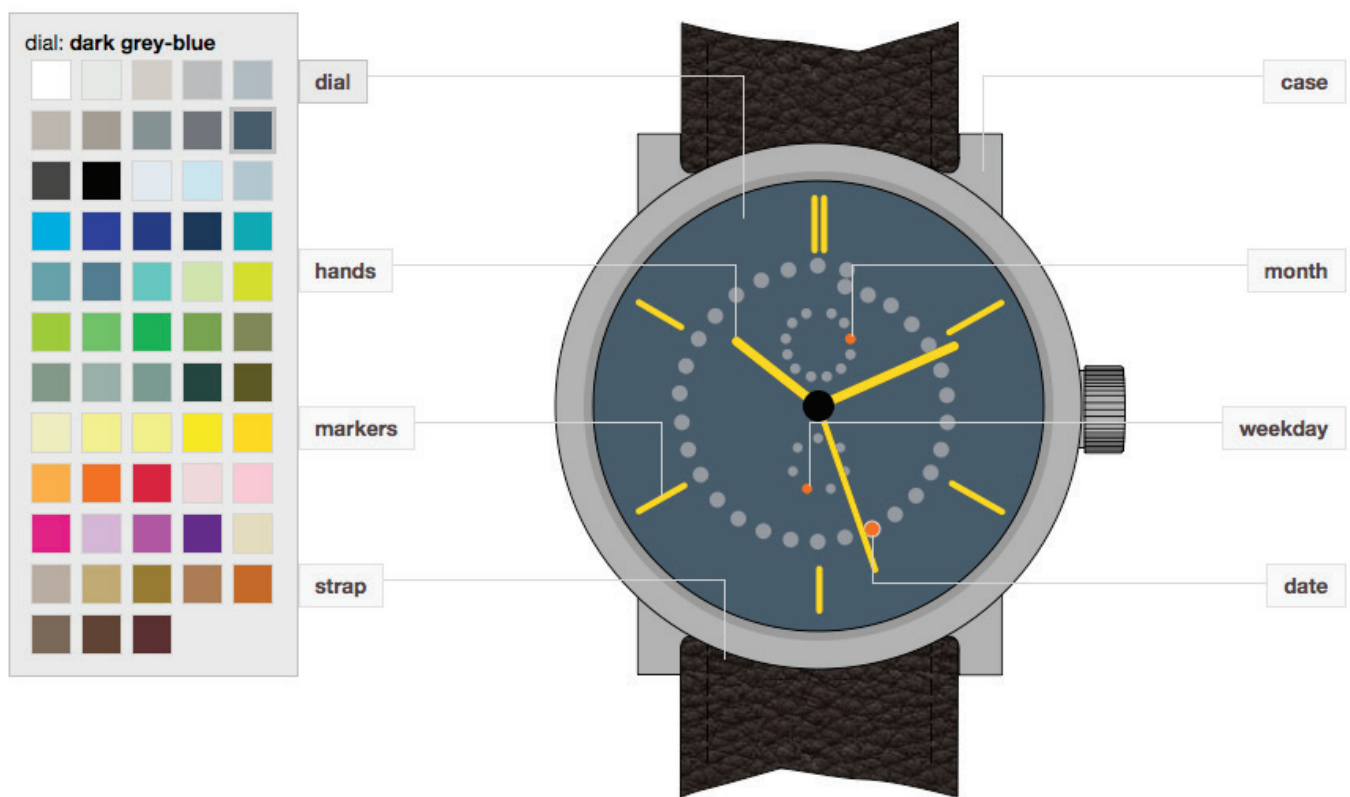 dial: dark grey-blue
dial
case
hands
month
markers
weekday
strap
date